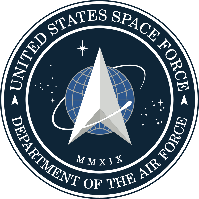 UNITED STATES SPACE FORCE
MMXIX
DEPARTMENT OF THE AIR FORCE